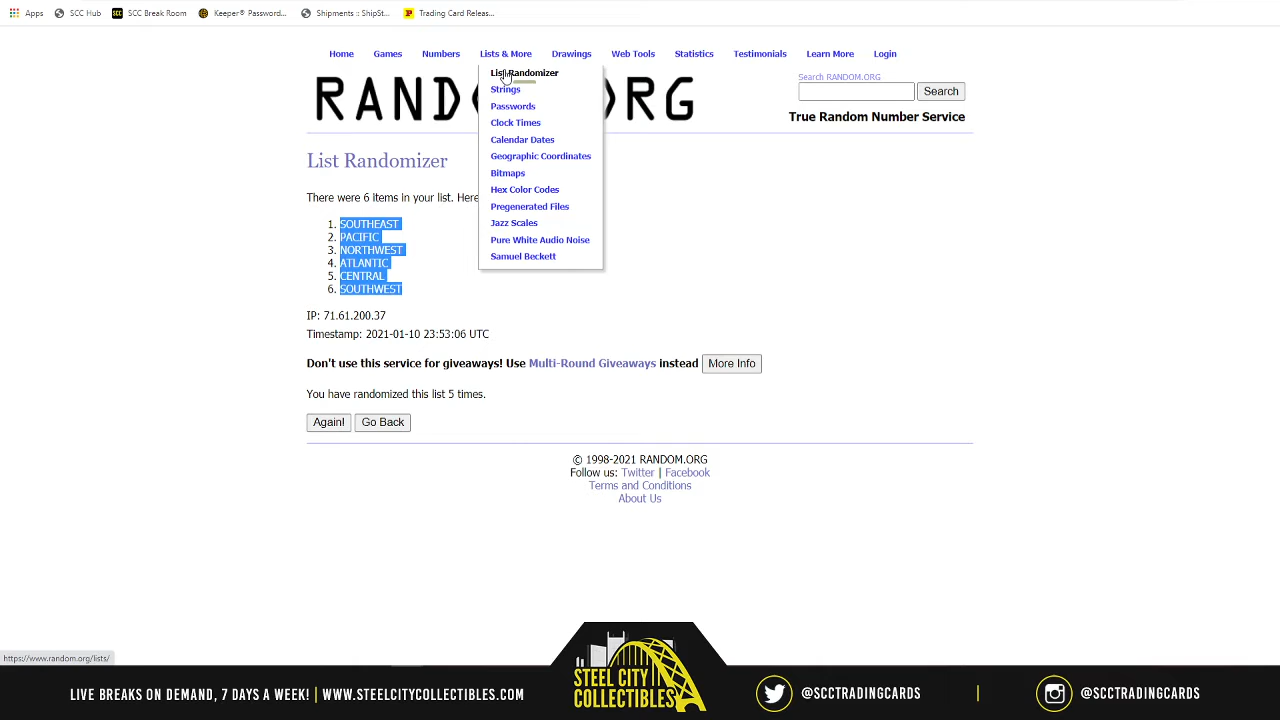 Apps SCC Hub SCC Break Room Keeper® Password... Shipments :: ShipSt... Trading Card Releas...
Home Games Numbers Lists & More Drawings Web Tools Statistics Testimonials Learn More Login
List Randomizer
Strings
Passwords
Clock Times
Calendar Dates
Geographic Coordinates
Bitmaps
Hex Color Codes
Pregenerated Files
Jazz Scales
Pure White Audio Noise
Samuel Beckett
Search RANDOM.ORG
Search
True Random Number Service
List Randomizer
There were 6 items in your list. Here
1. SOUTHEAST
2. PACIFIC
3. NORTHWEST
4. ATLANTIC
5. CENTRAL
6. SOUTHWEST
IP: 71.61.200.37
Timestamp: 2021-01-10 23:53:06 UTC
Don't use this service for giveaways! Use Multi-Round Giveaways instead More Info
You have randomized this list 5 times.
Again! Go Back
© 1998-2021 RANDOM.ORG
Follow us: Twitter | Facebook
Terms and Conditions
About Us
https://www.random.org/lists/
LIVE BREAKS ON DEMAND, 7 DAYS A WEEK! | WWW.STEELCITYCOLLECTIBLES.COM
STEEL CITY
COLLECTIBLES
@SCCTRADINGCARDS | @SCCTRADINGCARDS